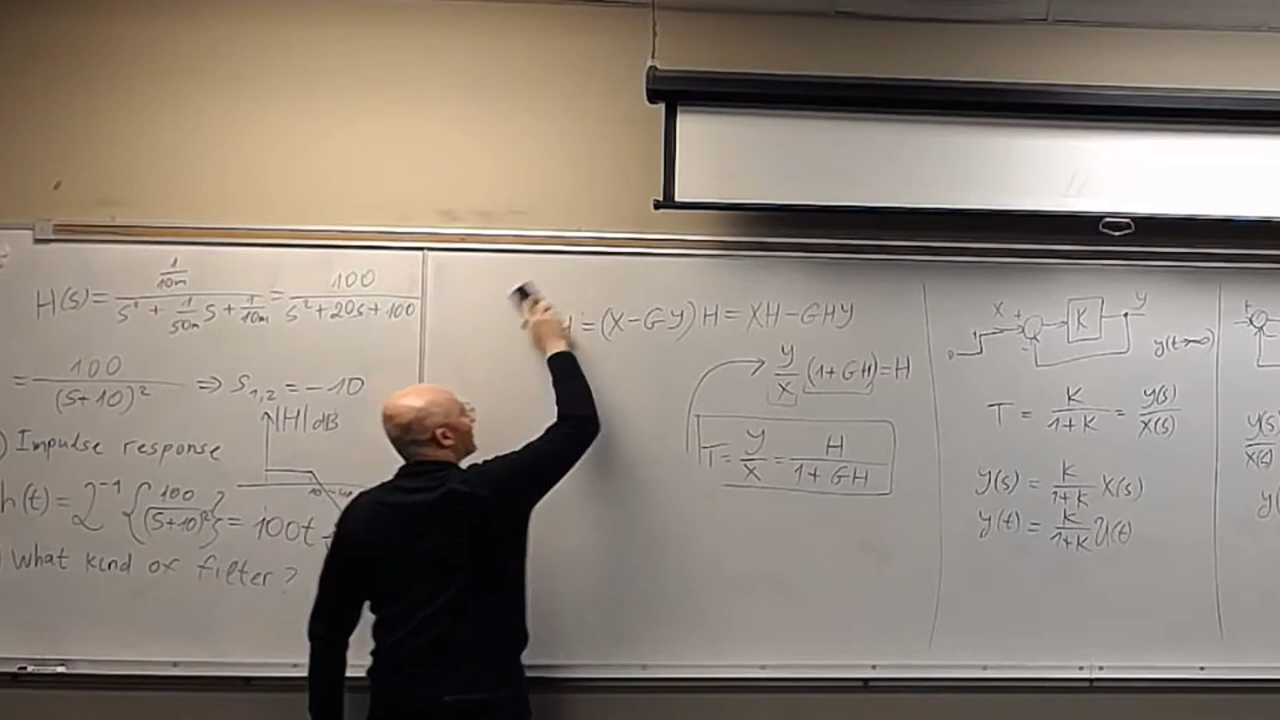 H(s) = (1/10m) / (s² + (1/50m)s + 1/10m) = 100 / (s² + 20s + 100)
= 100 / (s+10)² ⇒ s₁,₂ = -10
|H| dB
) Impulse response
10
h(t) = ℒ⁻¹ {100 / (s+10)²} = 100t
What kind of filter?
= (X - GY) H = XH - GHY
Y/X (1 + GH) = H
T = Y/X = H / (1 + GH)
X + K Y
-
y(t→∞)
T = K / (1+K) = Y(s) / X(s)
Y(s) = K / (1+K) X(s)
y(t) = K / (1+K) U(t)
+
Y(s) / X(s)
y(